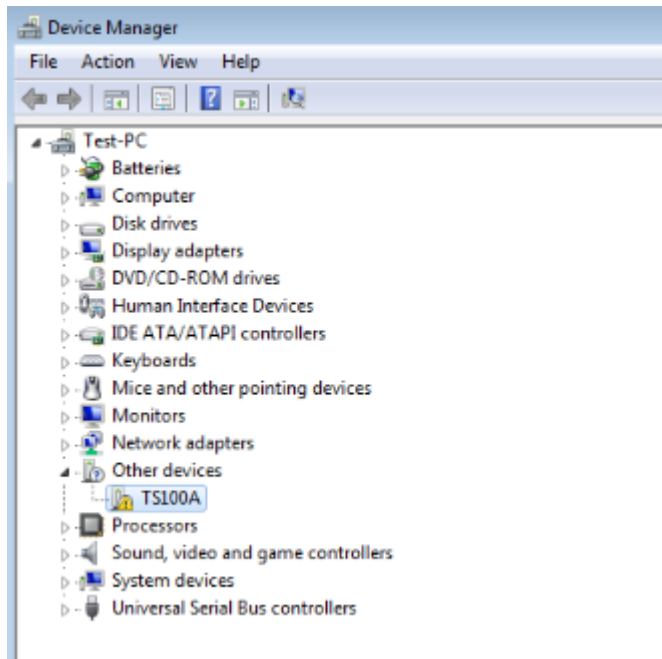 Device Manager
File Action View Help
Test-PC
Batteries
Computer
Disk drives
Display adapters
DVD/CD-ROM drives
Human Interface Devices
IDE ATA/ATAPI controllers
Keyboards
Mice and other pointing devices
Monitors
Network adapters
Other devices
TS100A
Processors
Sound, video and game controllers
System devices
Universal Serial Bus controllers